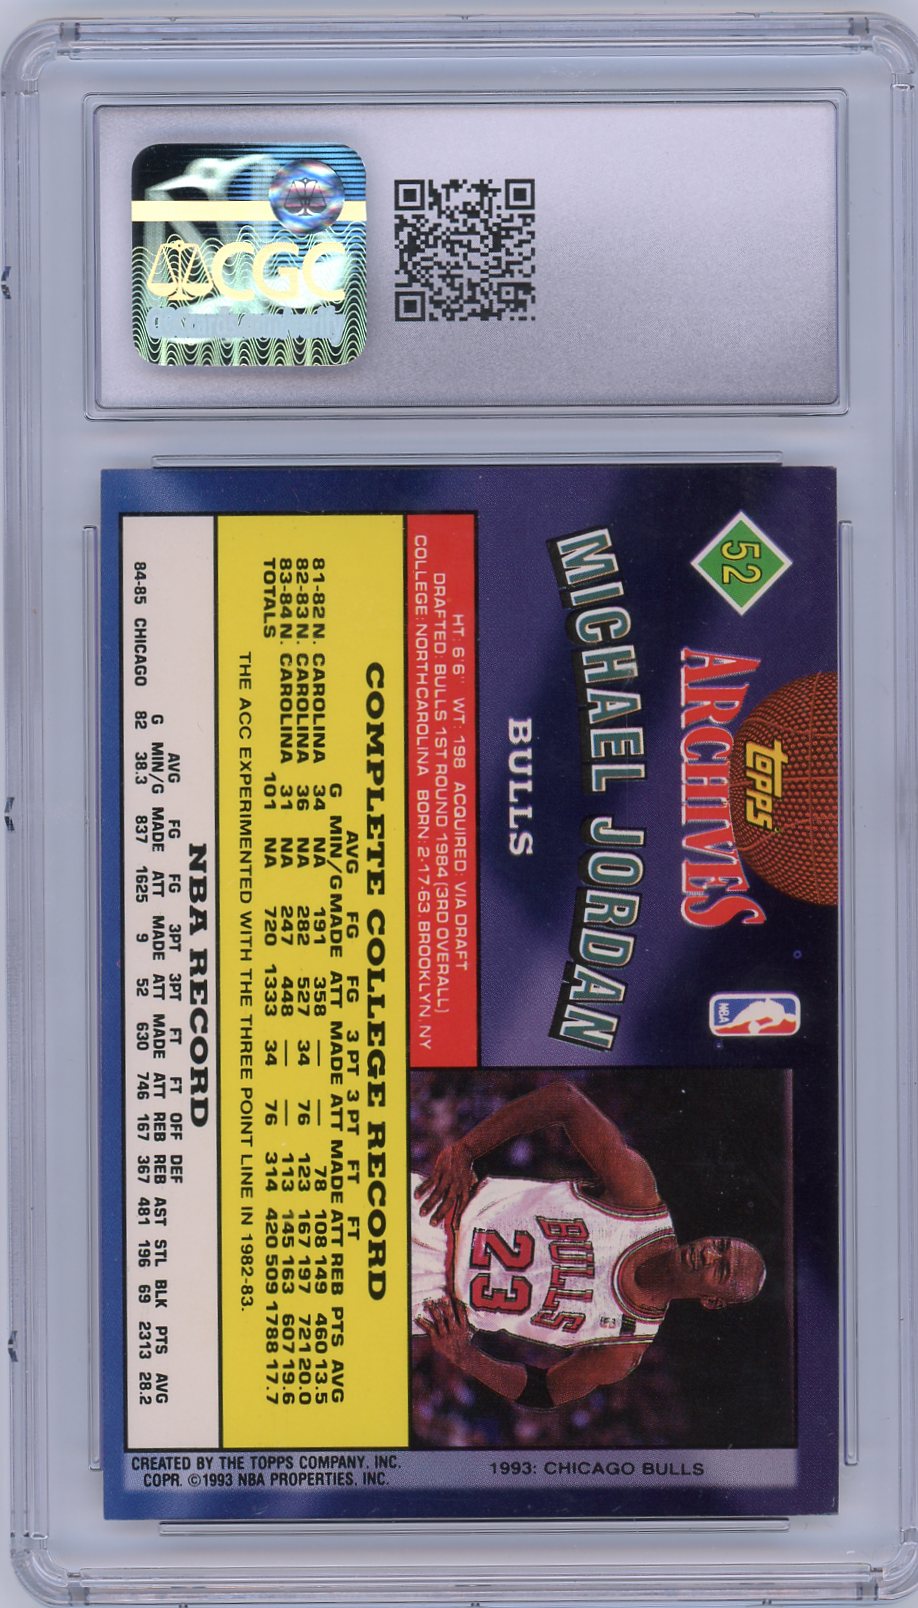 CGC
52
TOPPS
ARCHIVES
NBA
MICHAEL JORDAN
BULLS
HT: 6'6" WT: 198 ACQUIRED: VIA DRAFT
DRAFTED: BULLS 1ST ROUND 1984 (3RD OVERALL)
COLLEGE: NORTH CAROLINA BORN: 2-17-63, BROOKLYN, NY
BULLS
23
1993: CHICAGO BULLS
COMPLETE COLLEGE RECORD
AVG FG FG 3 PT 3 PT FT FT
G MIN/G MADE ATT MADE ATT MADE ATT REB PTS AVG
81-82 N. CAROLINA 34 NA 191 358 — — 78 108 149 460 13.5
82-83 N. CAROLINA 36 NA 282 527 34 76 123 167 197 721 20.0
83-84 N. CAROLINA 31 NA 247 448 — — 113 145 163 607 19.6
TOTALS 101 NA 720 1333 34 76 314 420 509 1788 17.7
THE ACC EXPERIMENTED WITH THE THREE POINT LINE IN 1982-83.
NBA RECORD
AVG FG FG 3PT 3PT FT FT OFF DEF
G MIN/G MADE ATT MADE ATT MADE ATT REB REB AST STL BLK PTS AVG
84-85 CHICAGO 82 38.3 837 1625 9 52 630 746 167 367 481 196 69 2313 28.2
CREATED BY THE TOPPS COMPANY, INC.
COPR. ©1993 NBA PROPERTIES, INC.